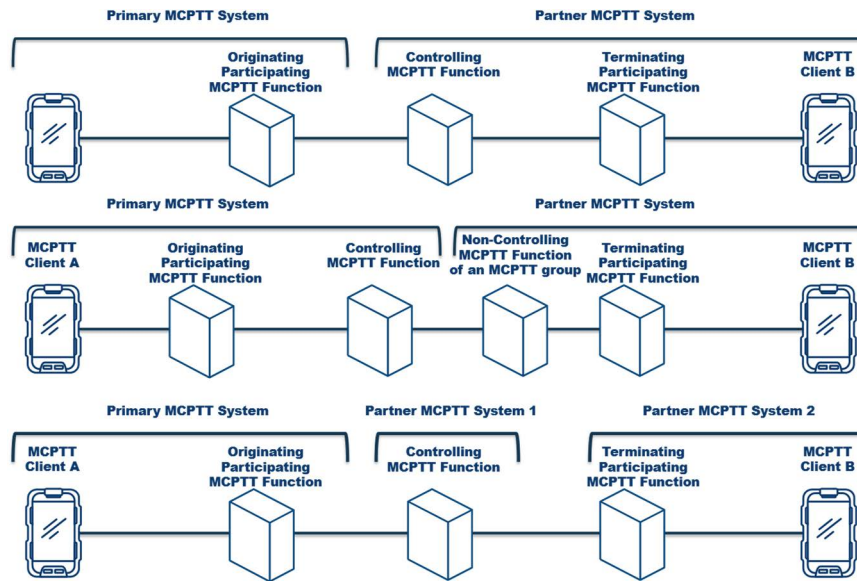 Primary MCPTT System
Partner MCPTT System
Originating
Participating
MCPTT Function
Controlling
MCPTT Function
Terminating
Participating
MCPTT Function
MCPTT
Client B
Primary MCPTT System
Partner MCPTT System
MCPTT
Client A
Originating
Participating
MCPTT Function
Controlling
MCPTT Function
Non-Controlling
MCPTT Function
of an MCPTT group
Terminating
Participating
MCPTT Function
MCPTT
Client B
Primary MCPTT System
Partner MCPTT System 1
Partner MCPTT System 2
MCPTT
Client A
Originating
Participating
MCPTT Function
Controlling
MCPTT Function
Terminating
Participating
MCPTT Function
MCPTT
Client B